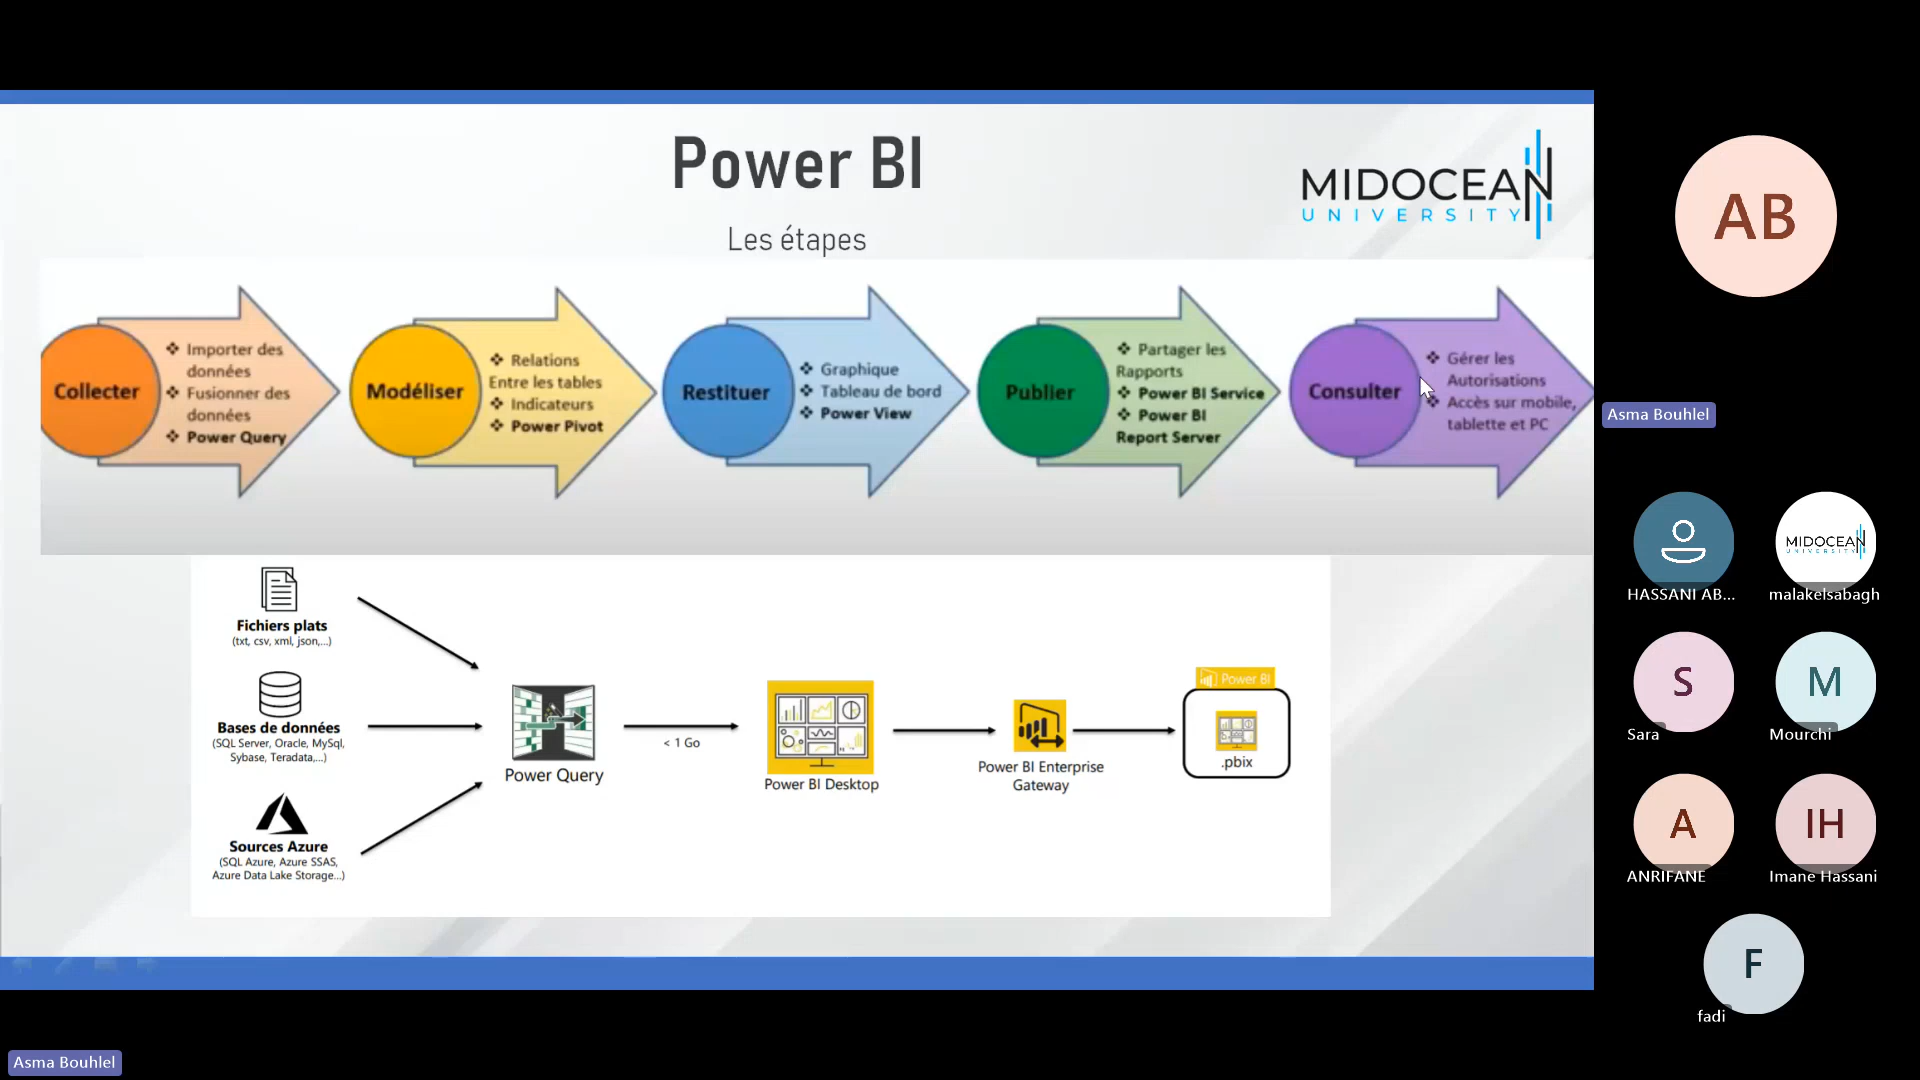 Power BI
Les étapes
MIDOCEAN
UNIVERSITY
Collecter
❖ Importer des
données
❖ Fusionner des
données
❖ Power Query
Modéliser
❖ Relations
Entre les tables
❖ Indicateurs
❖ Power Pivot
Restituer
❖ Graphique
❖ Tableau de bord
❖ Power View
Publier
❖ Partager les
Rapports
❖ Power BI Service
❖ Power BI
Report Server
Consulter
❖ Gérer les
Autorisations
❖ Accès sur mobile,
tablette et PC
Fichiers plats
(txt, csv, xml, json,...)
Bases de données
(SQL Server, Oracle, MySql,
Sybase, Teradata,...)
Sources Azure
(SQL Azure, Azure SSAS,
Azure Data Lake Storage...)
Power Query
< 1 Go
Power BI Desktop
Power BI Enterprise
Gateway
Power BI
.pbix
AB
Asma Bouhlel
HASSANI AB...
MIDOCEAN
UNIVERSITY
malakelsabagh
S
Sara
M
Mourchi
A
ANRIFANE
IH
Imane Hassani
F
fadi
Asma Bouhlel